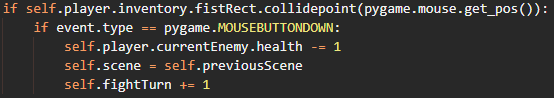 if self.player.inventory.fistRect.collidepoint(pygame.mouse.get_pos()):
    if event.type == pygame.MOUSEBUTTONDOWN:
        self.player.currentEnemy.health -= 1
        self.scene = self.previousScene
        self.fightTurn += 1